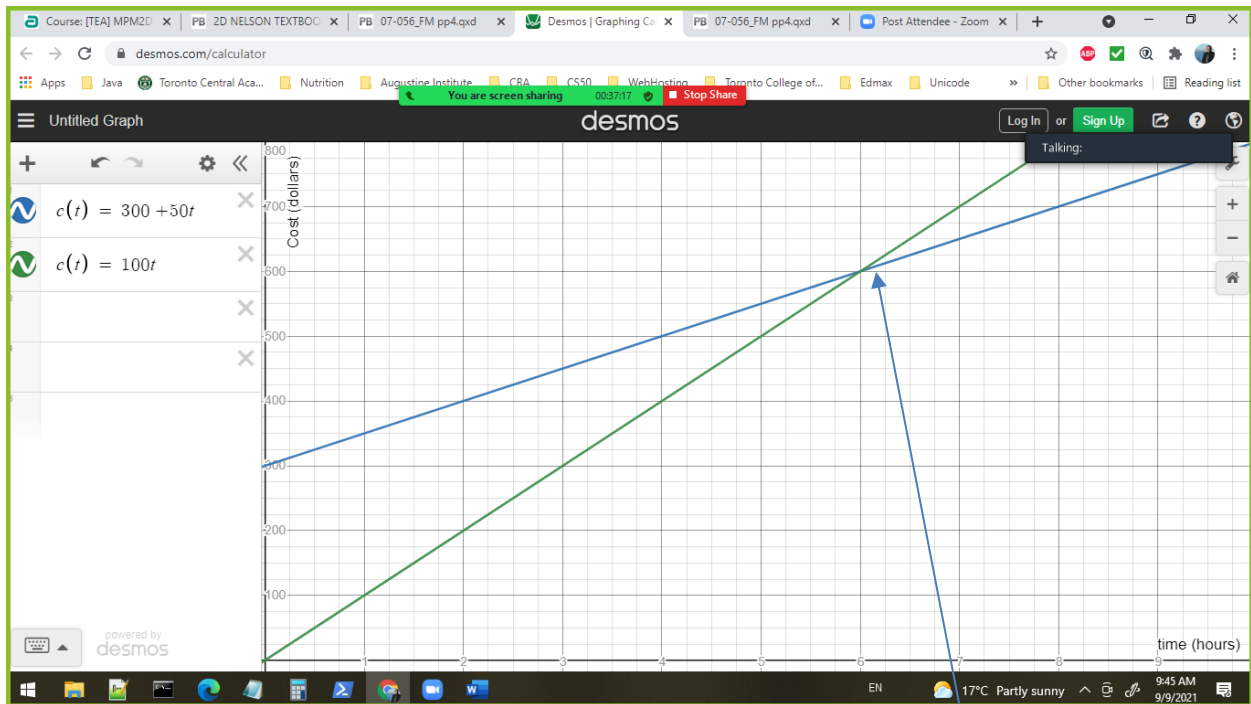 Course: [TEA] MPM2D
PB 2D NELSON TEXTBOO
PB 07-056_FM pp4.qxd
Desmos | Graphing Ca
PB 07-056_FM pp4.qxd
Post Attendee - Zoom
desmos.com/calculator
ABP
Apps
Java
Toronto Central Aca...
Nutrition
Augustine Institute
CRA
CS50
WebHosting
Toronto College of...
Edmax
Unicode
»
Other bookmarks
Reading list
You are screen sharing 00:37:17 Stop Share
Untitled Graph
desmos
Log In or Sign Up
Talking:
c(t) = 300 +50t
c(t) = 100t
powered by
desmos
Cost (dollars)
800
700
600
500
400
300
200
100
1 2 3 4 5 6 7 8 9
time (hours)
EN
17°C Partly sunny
9:45 AM
9/9/2021